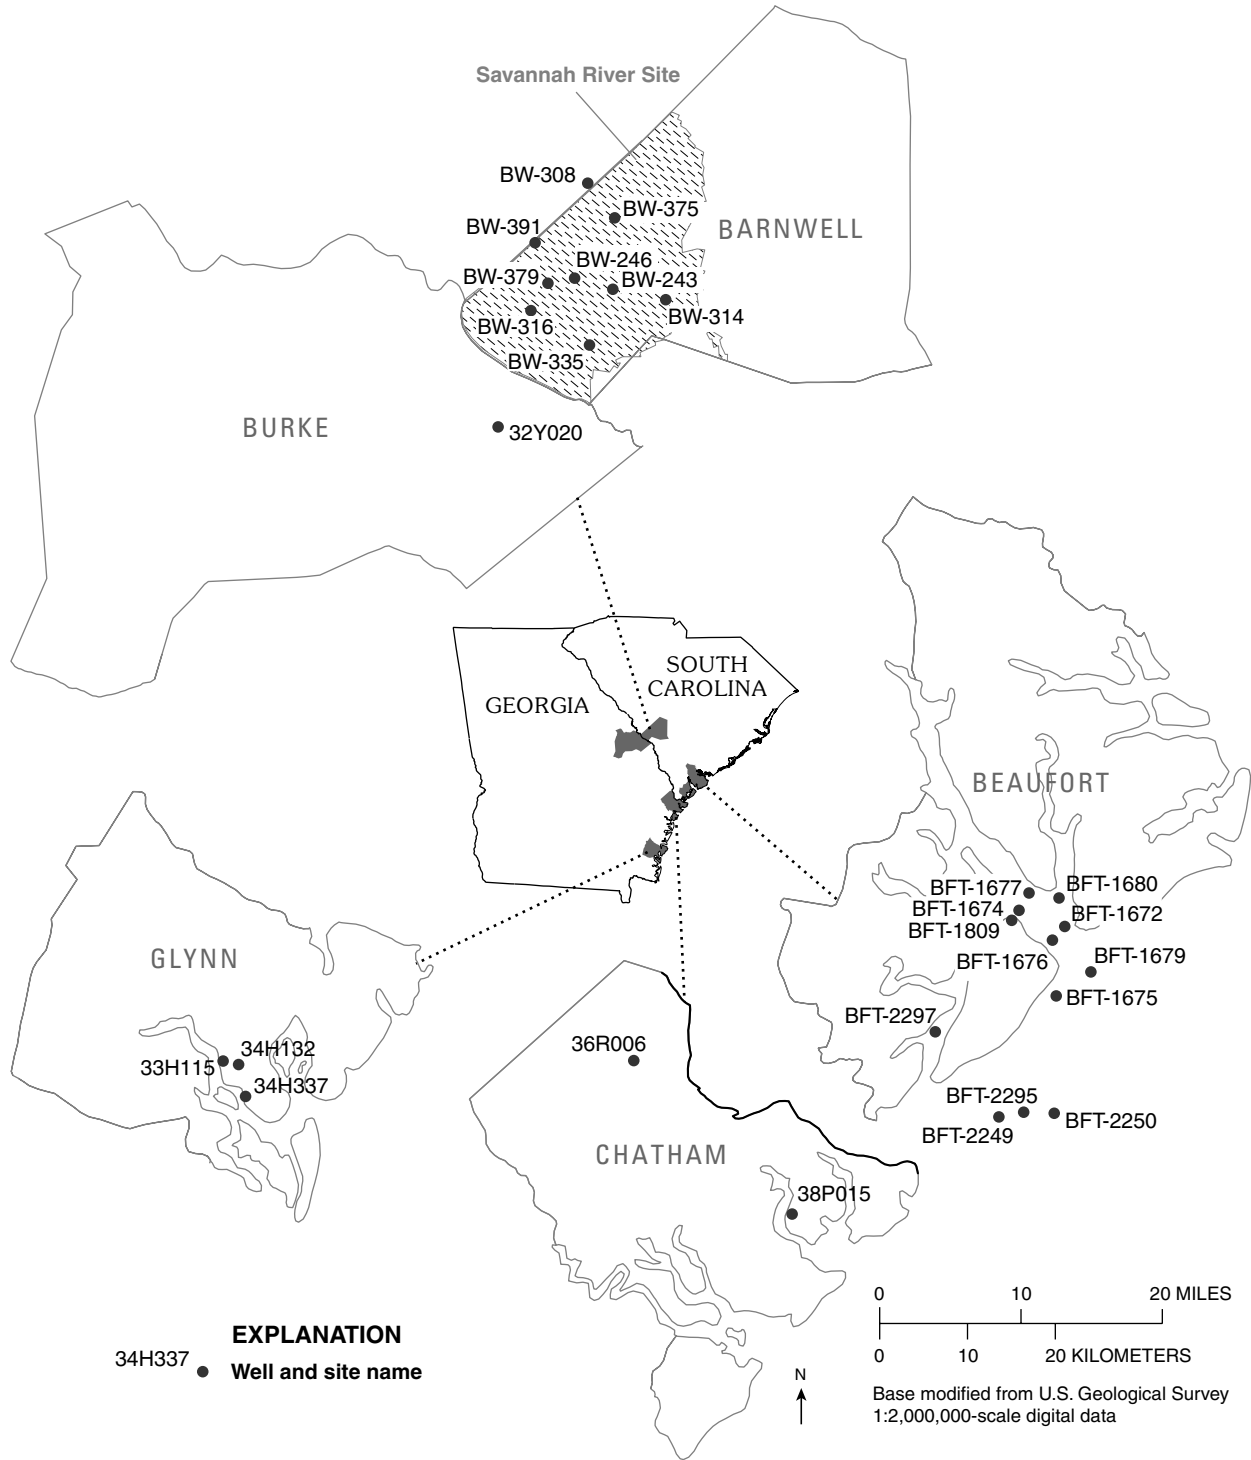 Savannah River Site
BW-308
BW-375
BW-391
BARNWELL
BW-246
BW-379
BW-243
BW-314
BW-316
BW-335
BURKE
32Y020
SOUTH
CAROLINA
GEORGIA
BEAUFORT
BFT-1677
BFT-1680
BFT-1674
BFT-1672
BFT-1809
BFT-1676
BFT-1679
BFT-1675
BFT-2297
BFT-2295
BFT-2250
BFT-2249
GLYNN
34H132
33H115
34H337
36R006
CHATHAM
38P015
EXPLANATION
34H337
Well and site name
N
0 10 20 MILES
0 10 20 KILOMETERS
Base modified from U.S. Geological Survey
1:2,000,000-scale digital data